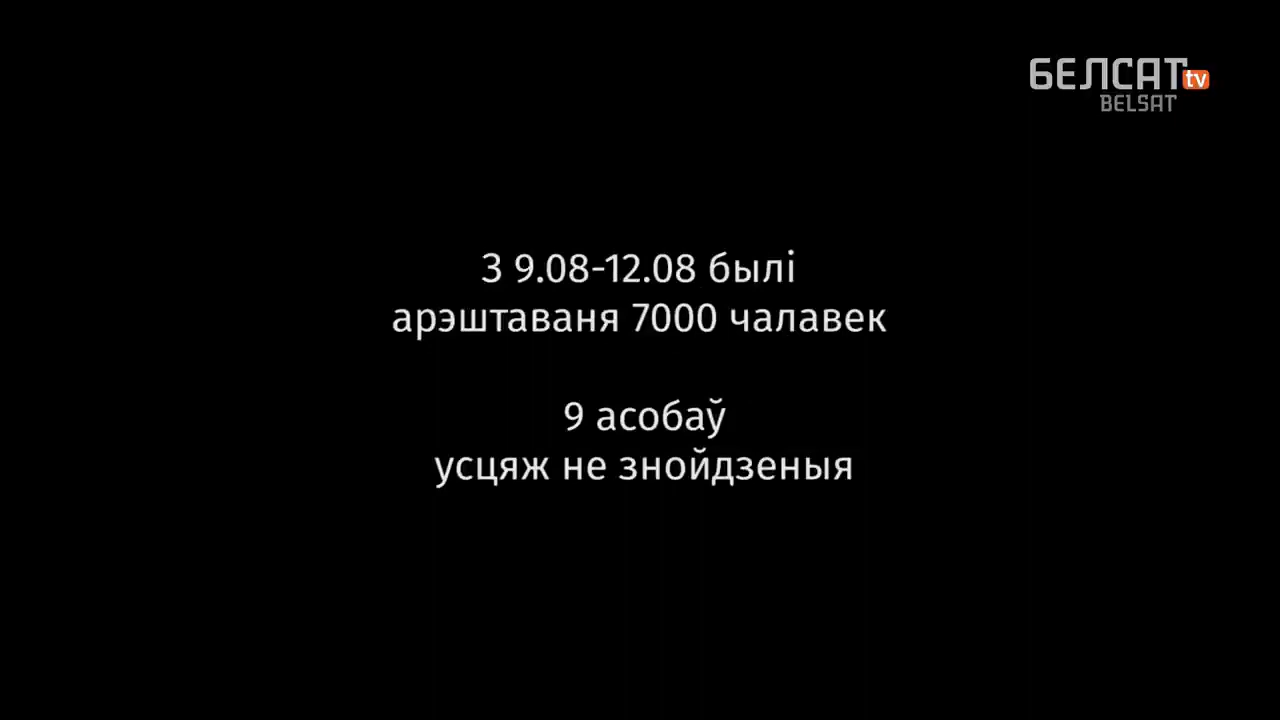 БЕЛСАТ tv
BELSAT
З 9.08-12.08 былі
арэштаваня 7000 чалавек
9 асобаў
усцяж не знойдзеныя